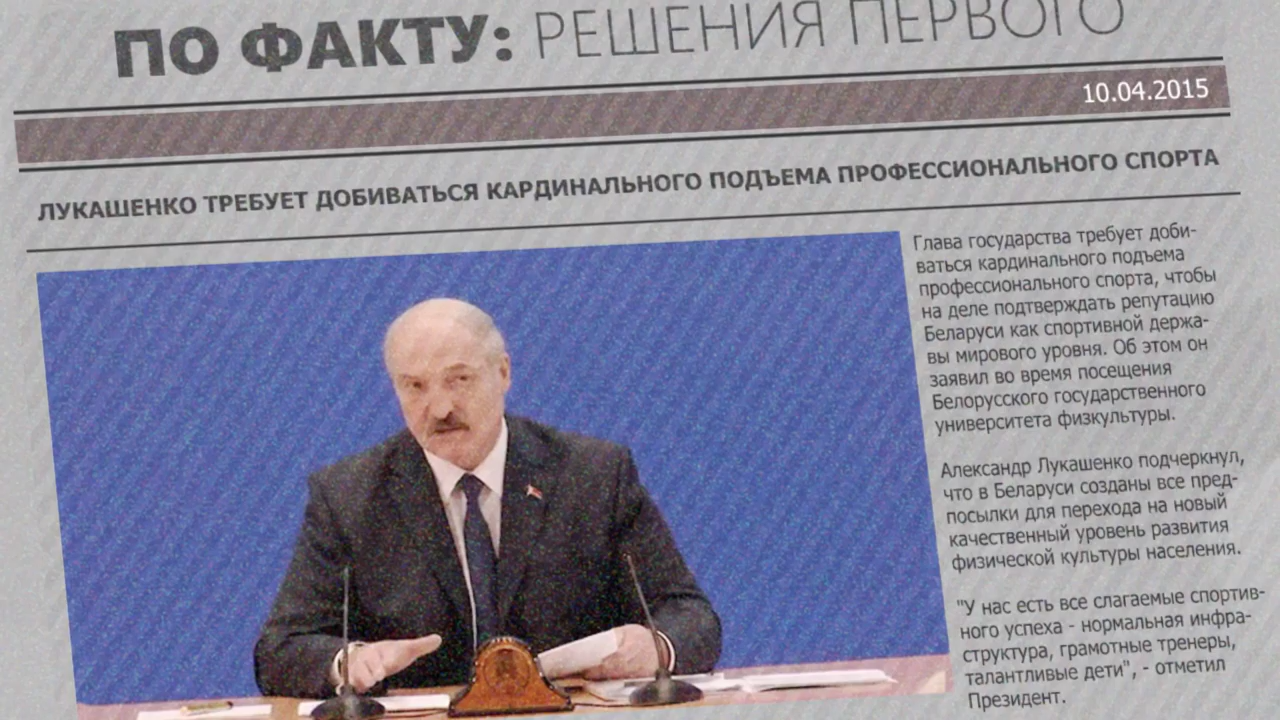 ПО ФАКТУ: РЕШЕНИЯ ПЕРВОГО
10.04.2015
ЛУКАШЕНКО ТРЕБУЕТ ДОБИВАТЬСЯ КАРДИНАЛЬНОГО ПОДЪЕМА ПРОФЕССИОНАЛЬНОГО СПОРТА
Глава государства требует доби-
ваться кардинального подъема
профессионального спорта, чтобы
на деле подтверждать репутацию
Беларуси как спортивной держа-
вы мирового уровня. Об этом он
заявил во время посещения
Белорусского государственного
университета физкультуры.
Александр Лукашенко подчеркнул,
что в Беларуси созданы все пред-
посылки для перехода на новый
качественный уровень развития
физической культуры населения.
"У нас есть все слагаемые спортив-
ного успеха - нормальная инфра-
структура, грамотные тренеры,
талантливые дети", - отметил
Президент.